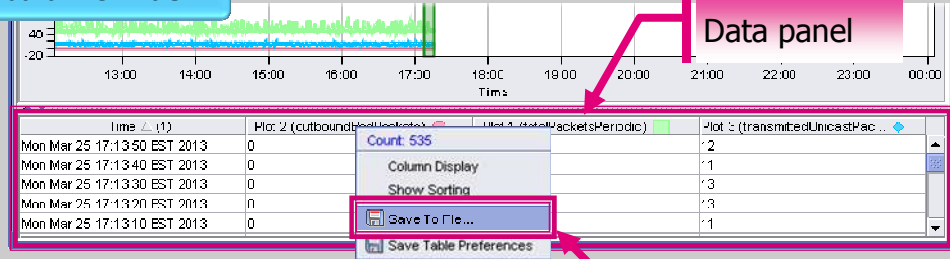 Data panel
40
20
13:00 14:00 15:00 16:00 17:00 18:00 19:00 20:00 21:00 22:00 23:00 00:00
Time
Time (1) Plot 2 (outboundBadPackets) Plot 1 (totalPacketsPeriodic) Plot 3 (transmittedUnicastPac...
Count: 535
Mon Mar 25 17:13:50 EST 2013 0 12
Column Display
Mon Mar 25 17:13:40 EST 2013 0 11
Mon Mar 25 17:13:30 EST 2013 0 13
Show Sorting
Mon Mar 25 17:13:20 EST 2013 0 13
Save To File...
Mon Mar 25 17:13:10 EST 2013 0 11
Save Table Preferences